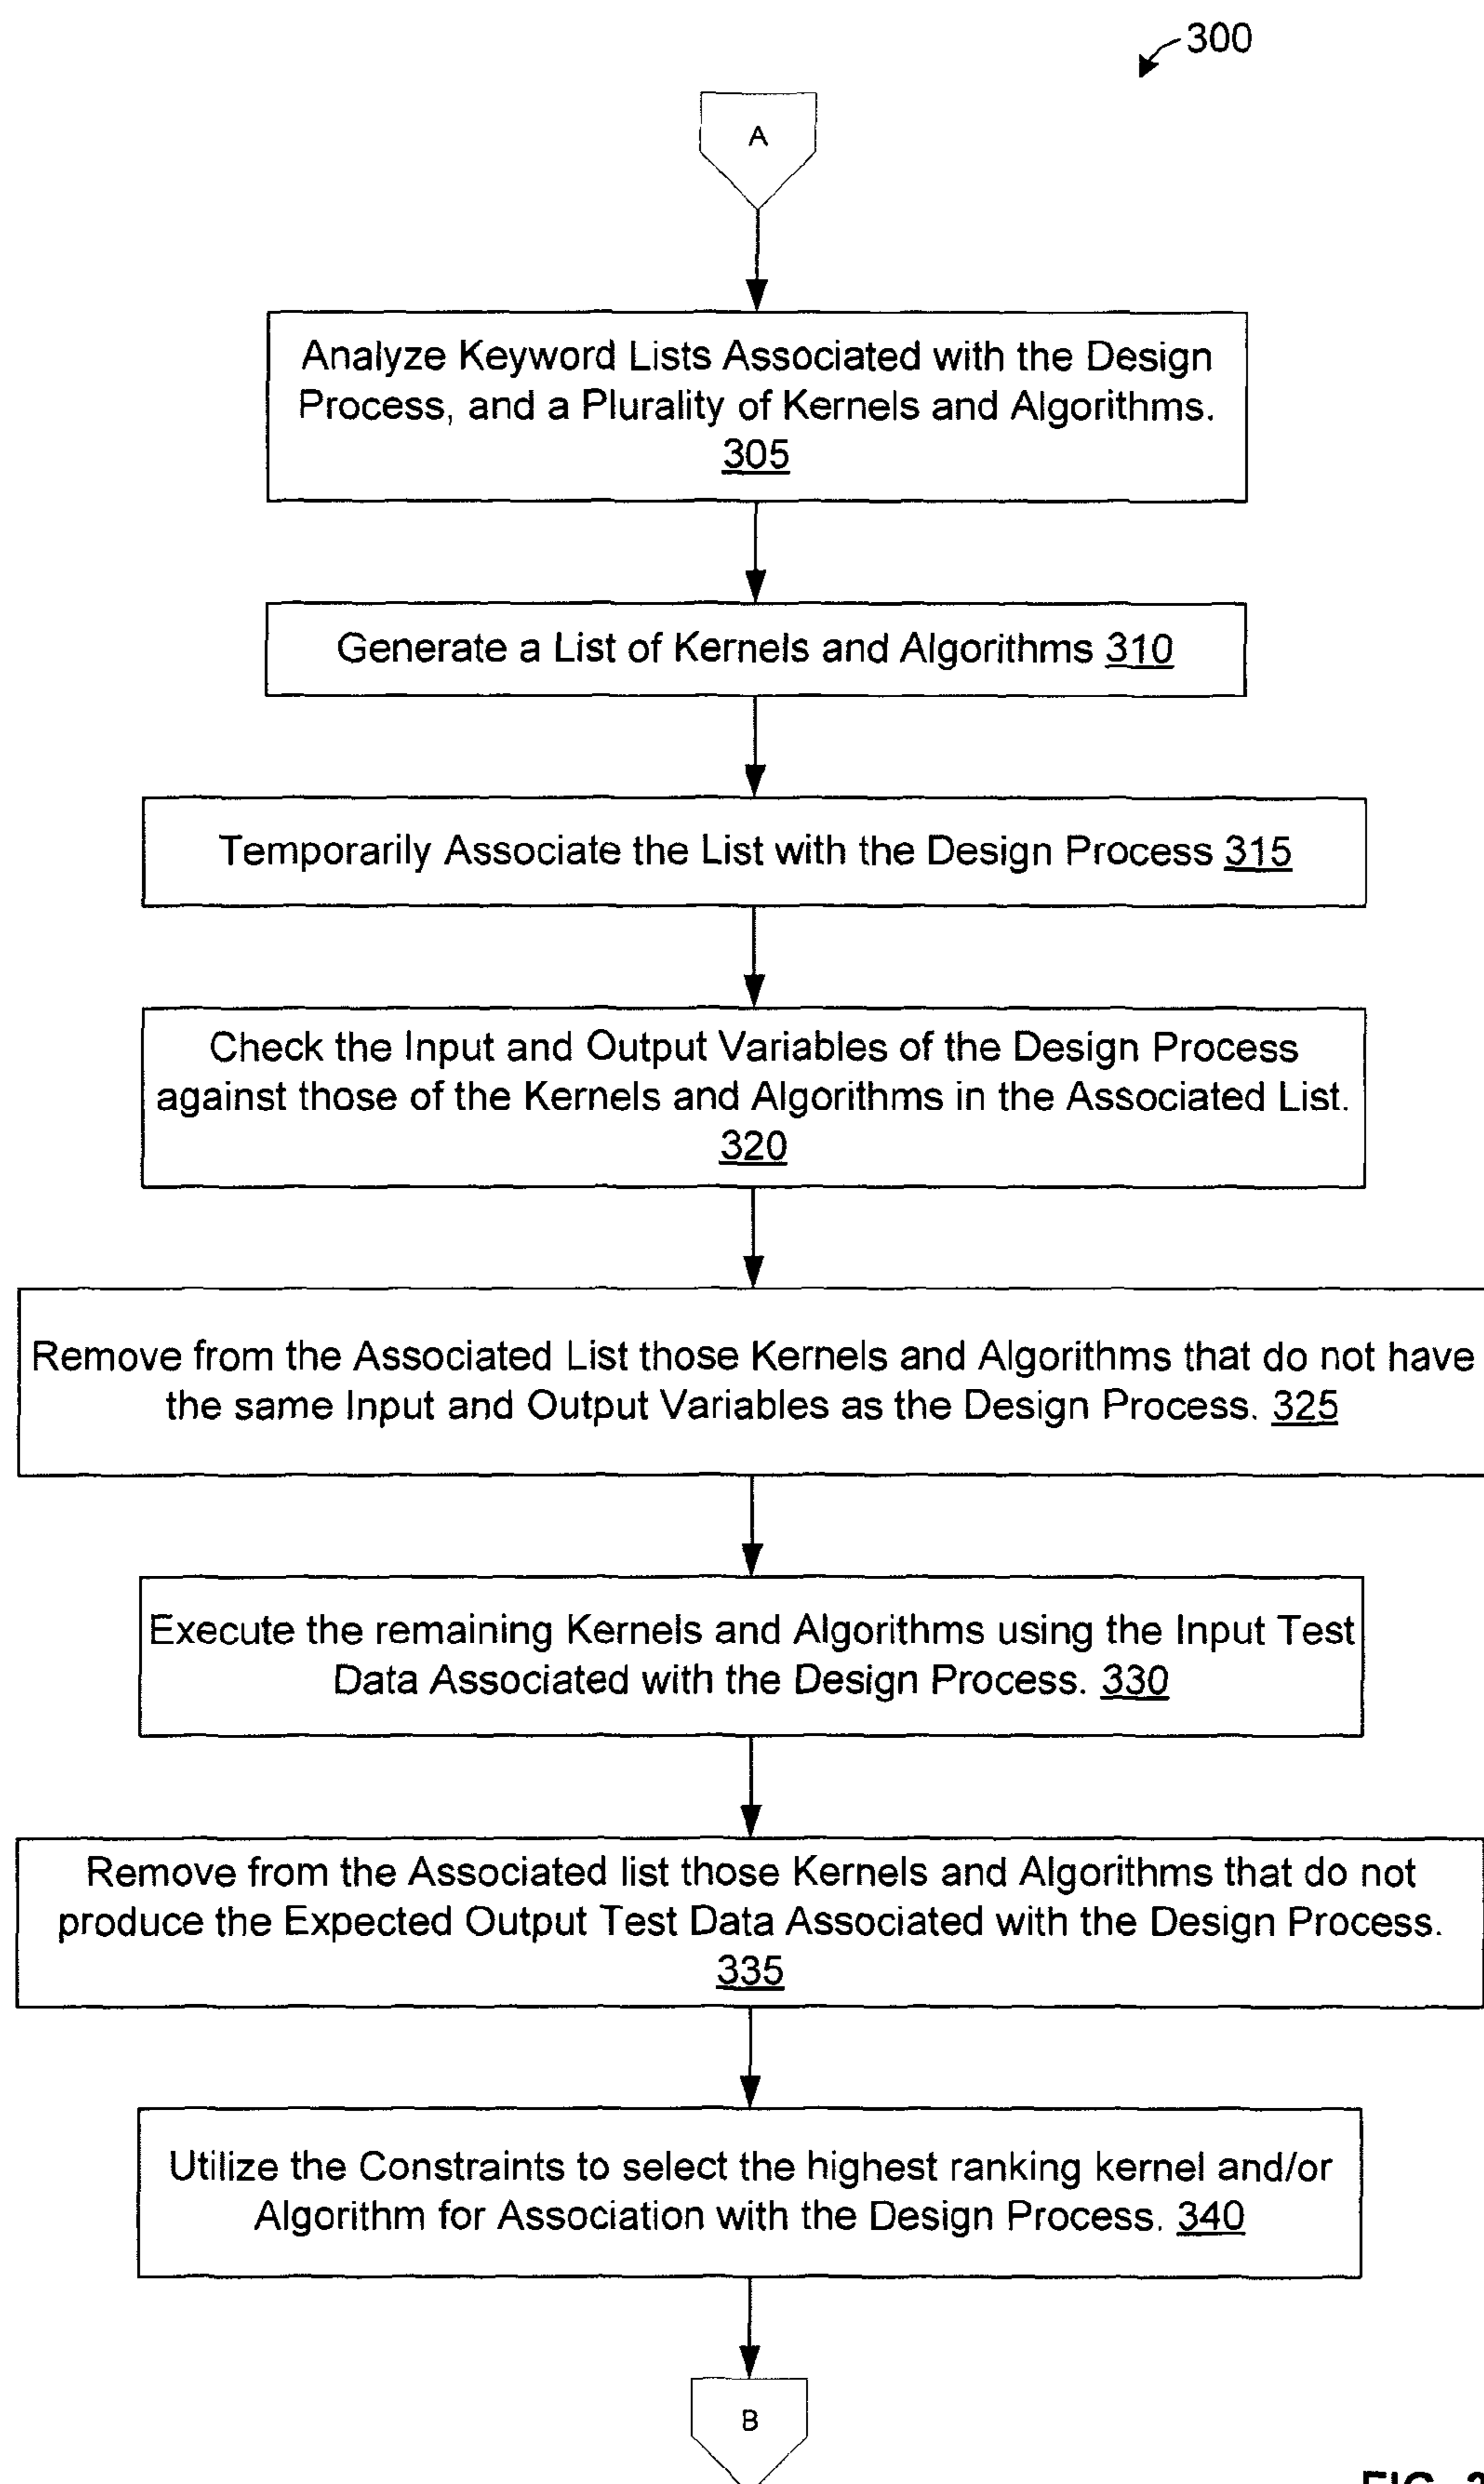 300
A
Analyze Keyword Lists Associated with the Design
Process, and a Plurality of Kernels and Algorithms.
305
Generate a List of Kernels and Algorithms 310
Temporarily Associate the List with the Design Process 315
Check the Input and Output Variables of the Design Process
against those of the Kernels and Algorithms in the Associated List.
320
Remove from the Associated List those Kernels and Algorithms that do not have
the same Input and Output Variables as the Design Process. 325
Execute the remaining Kernels and Algorithms using the Input Test
Data Associated with the Design Process. 330
Remove from the Associated list those Kernels and Algorithms that do not
produce the Expected Output Test Data Associated with the Design Process.
335
Utilize the Constraints to select the highest ranking kernel and/or
Algorithm for Association with the Design Process. 340
B
FIG.